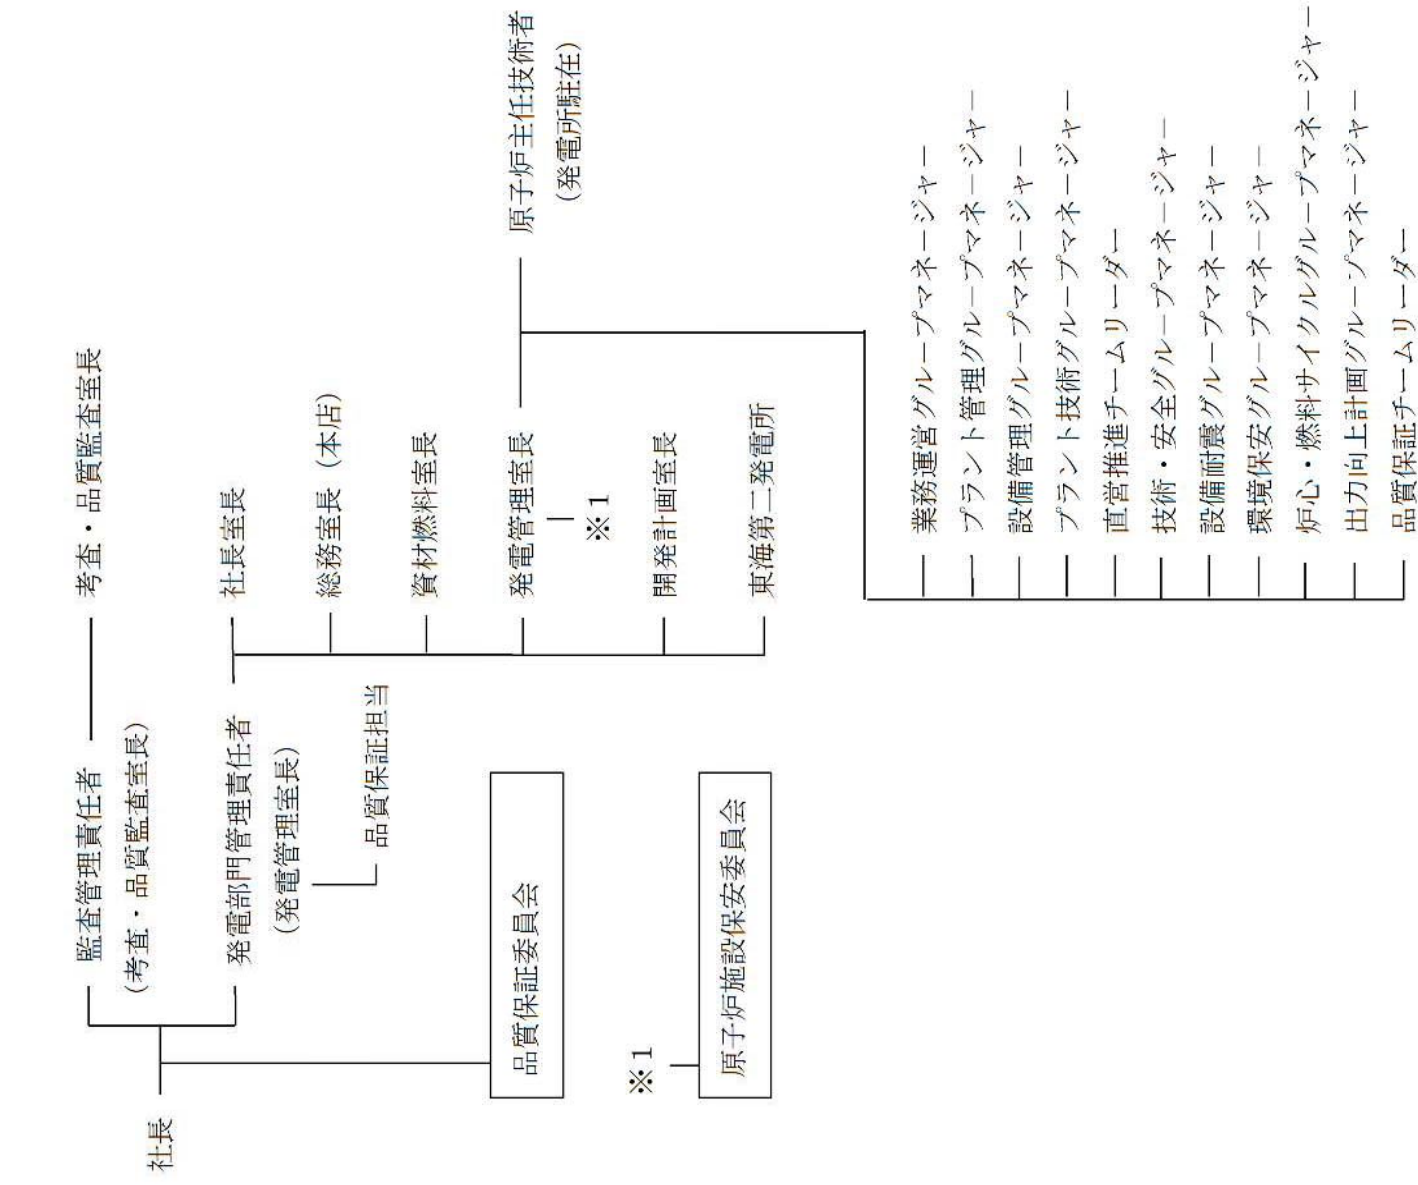 社長
監査管理責任者
(考査・品質監査室長)
考査・品質監査室長
発電部門管理責任者
(発電管理室長)
品質保証担当
社長室長
総務室長(本店)
資材燃料室長
発電管理室長
※1
開発計画室長
東海第二発電所
原子炉主任技術者
(発電所駐在)
業務運営グループマネージャー
プラント管理グループマネージャー
設備管理グループマネージャー
プラント技術グループマネージャー
直営推進チームリーダー
技術・安全グループマネージャー
設備耐震グループマネージャー
環境保安グループマネージャー
炉心・燃料サイクルグループマネージャー
出力向上計画グループマネージャー
品質保証チームリーダー
品質保証委員会
※1
原子炉施設保安委員会